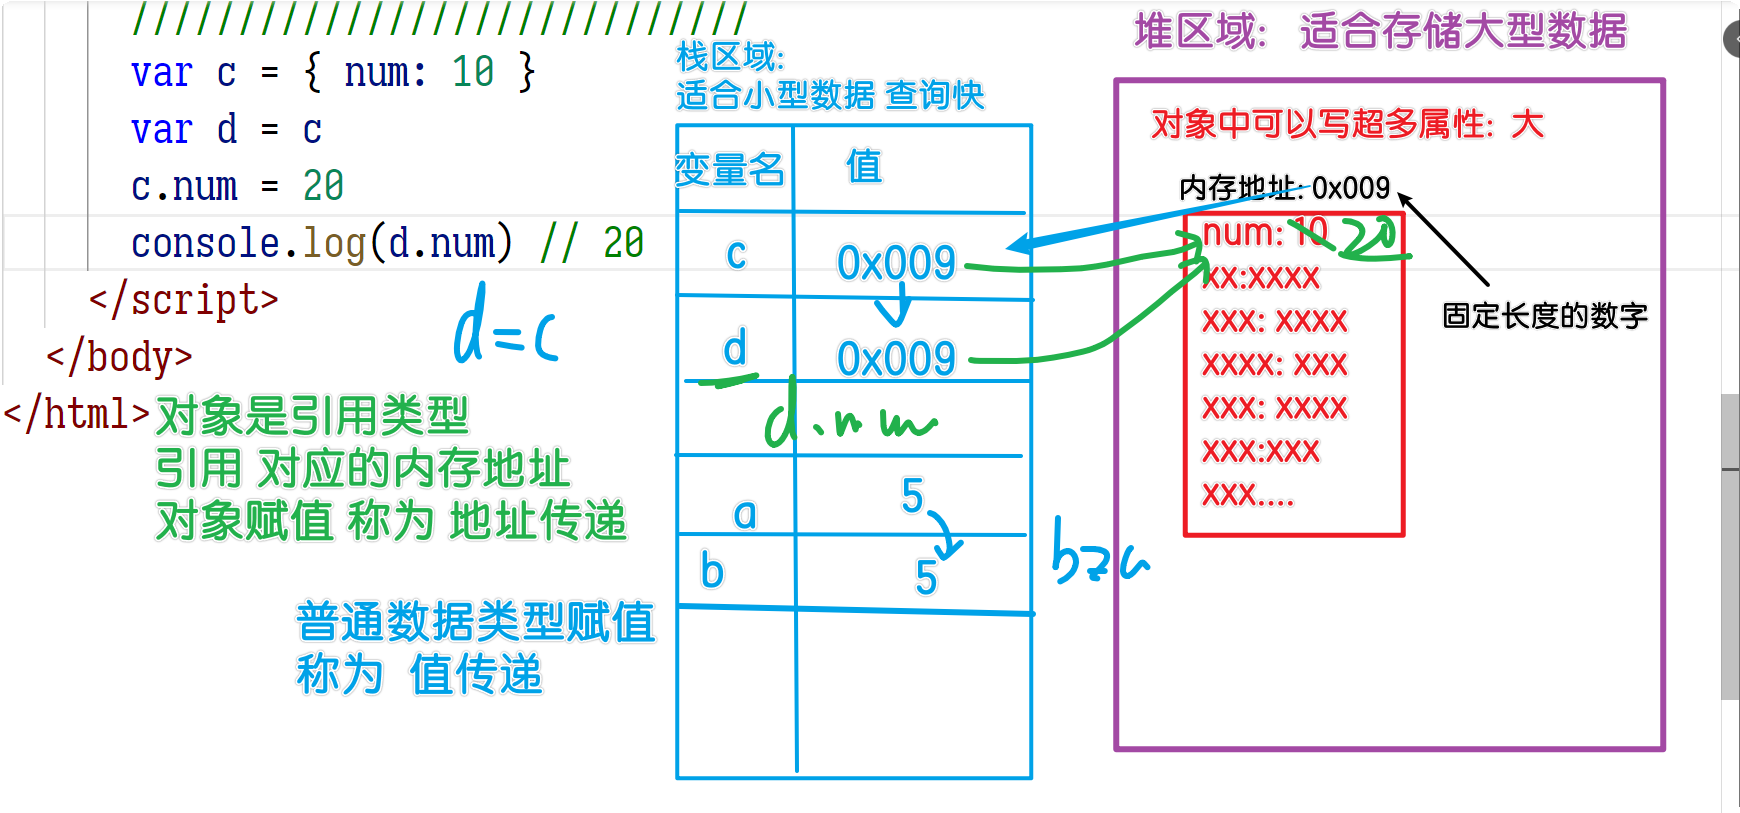 ////////////////////////////////
var c = { num: 10 }
var d = c
c.num = 20
console.log(d.num) // 20
</script>
</body>
</html>
d=c
对象是引用类型
引用 对应的内存地址
对象赋值 称为 地址传递
普通数据类型赋值
称为 值传递
栈区域:
适合小型数据 查询快
变量名 值
c 0x009
d 0x009
d.num
a 5
b 5
b=a
堆区域: 适合存储大型数据
对象中可以写超多属性: 大
内存地址: 0x009
num: 10 20
xx:xxxx
xxx: xxxx
xxxx: xxx
xxx: xxxx
xxx:xxx
xxx....
固定长度的数字